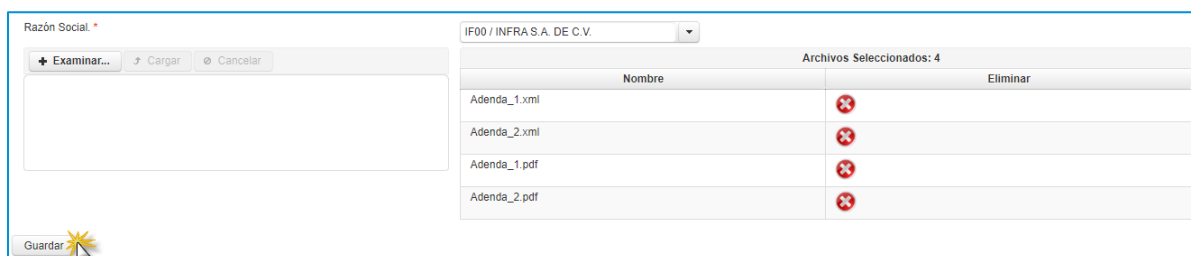 Razón Social. *
IF00 / INFRA S.A. DE C.V.
Examinar... Cargar Cancelar
Archivos Seleccionados: 4
Nombre Eliminar
Adenda_1.xml
Adenda_2.xml
Adenda_1.pdf
Adenda_2.pdf
Guardar